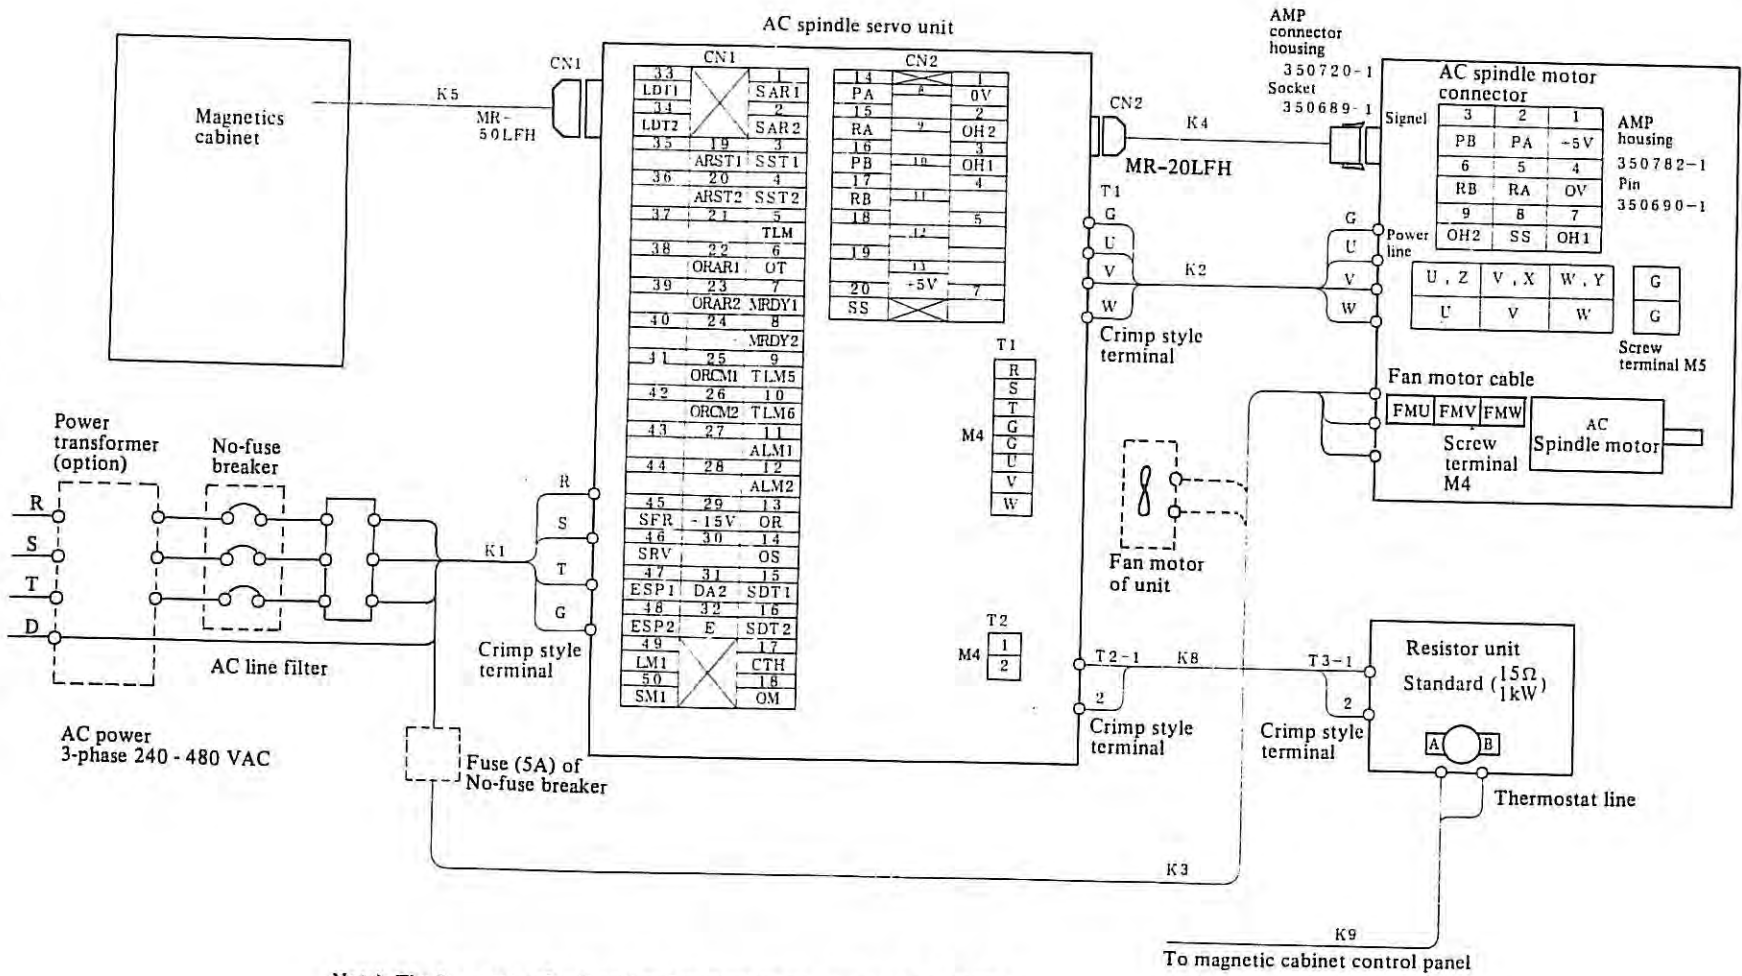 AC spindle servo unit
Magnetics
cabinet
K5
MR-
50LFH
CN1
CN1
33 1
LDT1 SAR1
34 2
LDT2 SAR2
35 19 3
ARST1 SST1
36 20 4
ARST2 SST2
37 21 5
TLM
38 22 6
ORAR1 OT
39 23 7
ORAR2 MRDY1
40 24 8
MRDY2
41 25 9
ORCM1 TLM5
42 26 10
ORCM2 TLM6
43 27 11
ALM1
44 28 12
ALM2
45 29 13
SFR -15V OR
46 30 14
SRV OS
47 31 15
ESP1 DA2 SDT1
48 32 16
ESP2 E SDT2
49 17
LM1 CTH
50 18
SM1 OM
CN2
14 1
PA 8 0V
15 2
RA 9 OH2
16 3
PB 10 OH1
17 4
RB 11
18 5
12
19
13
20 +5V 7
SS
T1
R
S
T
G
M4 G
U
V
W
T2
M4 1
2
CN2
K4
MR-20LFH
AMP
connector
housing
350720-1
Socket
350689-1
AC spindle motor
connector
Signel
3 2 1
PB PA +5V
6 5 4
RB RA OV
9 8 7
OH2 SS OH1
AMP
housing
350782-1
Pin
350690-1
T1
G
U
V
W
K2
Crimp style
terminal
G
U
V
W
Power
line
U , Z V , X W , Y G
U V W G
Screw
terminal M5
Fan motor cable
FMU FMV FMW
Screw
terminal
M4
AC
Spindle motor
Fan motor
of unit
Power
transformer
(option)
No-fuse
breaker
R
S
T
D
AC line filter
K1
R
S
T
G
Crimp style
terminal
AC power
3-phase 240 - 480 VAC
Fuse (5A) of
No-fuse breaker
T2-1 K8 T3-1
2 2
Crimp style
terminal
Crimp style
terminal
Resistor unit
Standard (15Ω
1kW)
A B
Thermostat line
K3
K9
To magnetic cabinet control panel